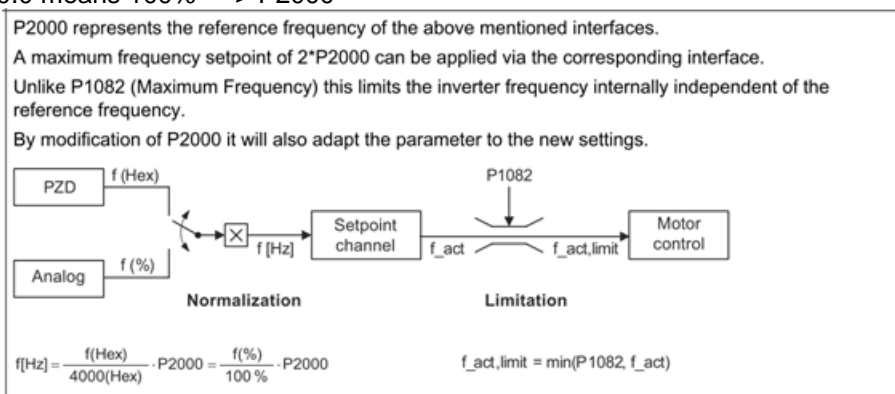 P2000 represents the reference frequency of the above mentioned interfaces.
A maximum frequency setpoint of 2*P2000 can be applied via the corresponding interface.
Unlike P1082 (Maximum Frequency) this limits the inverter frequency internally independent of the
reference frequency.
By modification of P2000 it will also adapt the parameter to the new settings.
PZD
f (Hex)
P1082
f [Hz]
Setpoint
channel
f_act
f_act,limit
Motor
control
Analog
f (%)
Normalization
Limitation
f[Hz] = f(Hex) / 4000(Hex) · P2000 = f(%) / 100 % · P2000
f_act,limit = min(P1082, f_act)